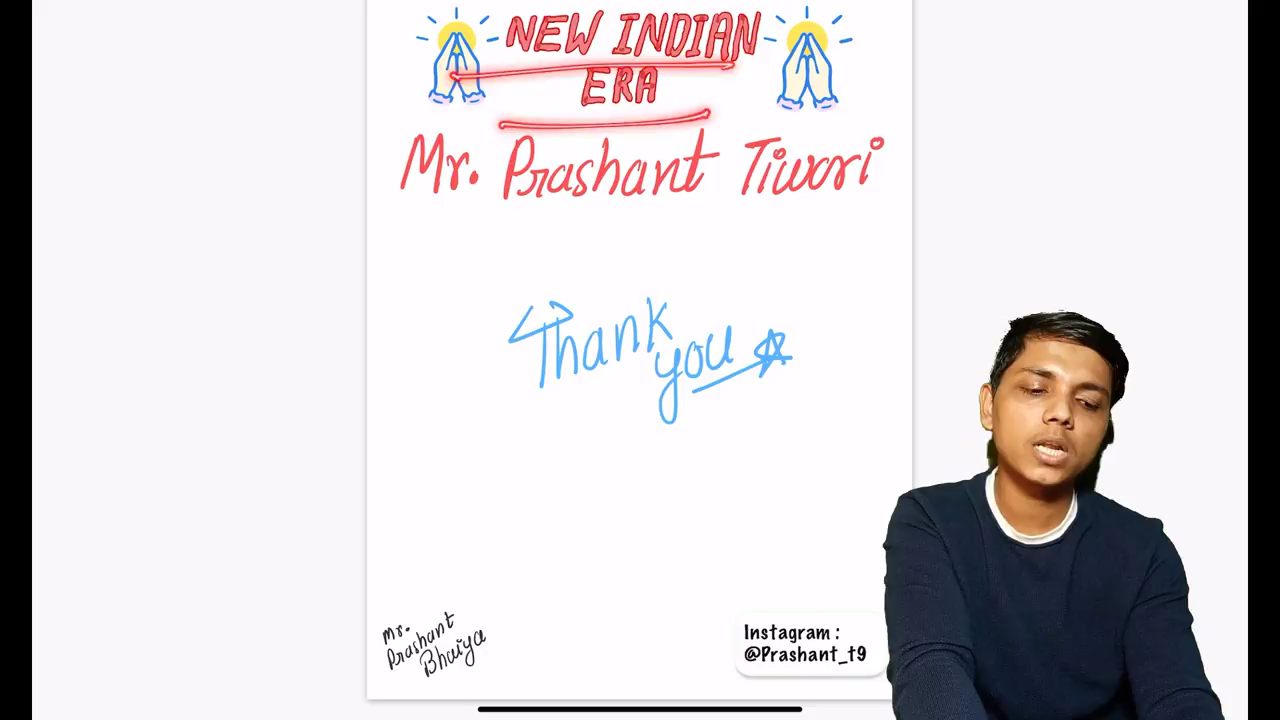 NEW INDIAN
ERA
Mr. Prashant Tiwari
Thank
you
Mr.
Prashant
Bhaiya
Instagram :
@Prashant_t9